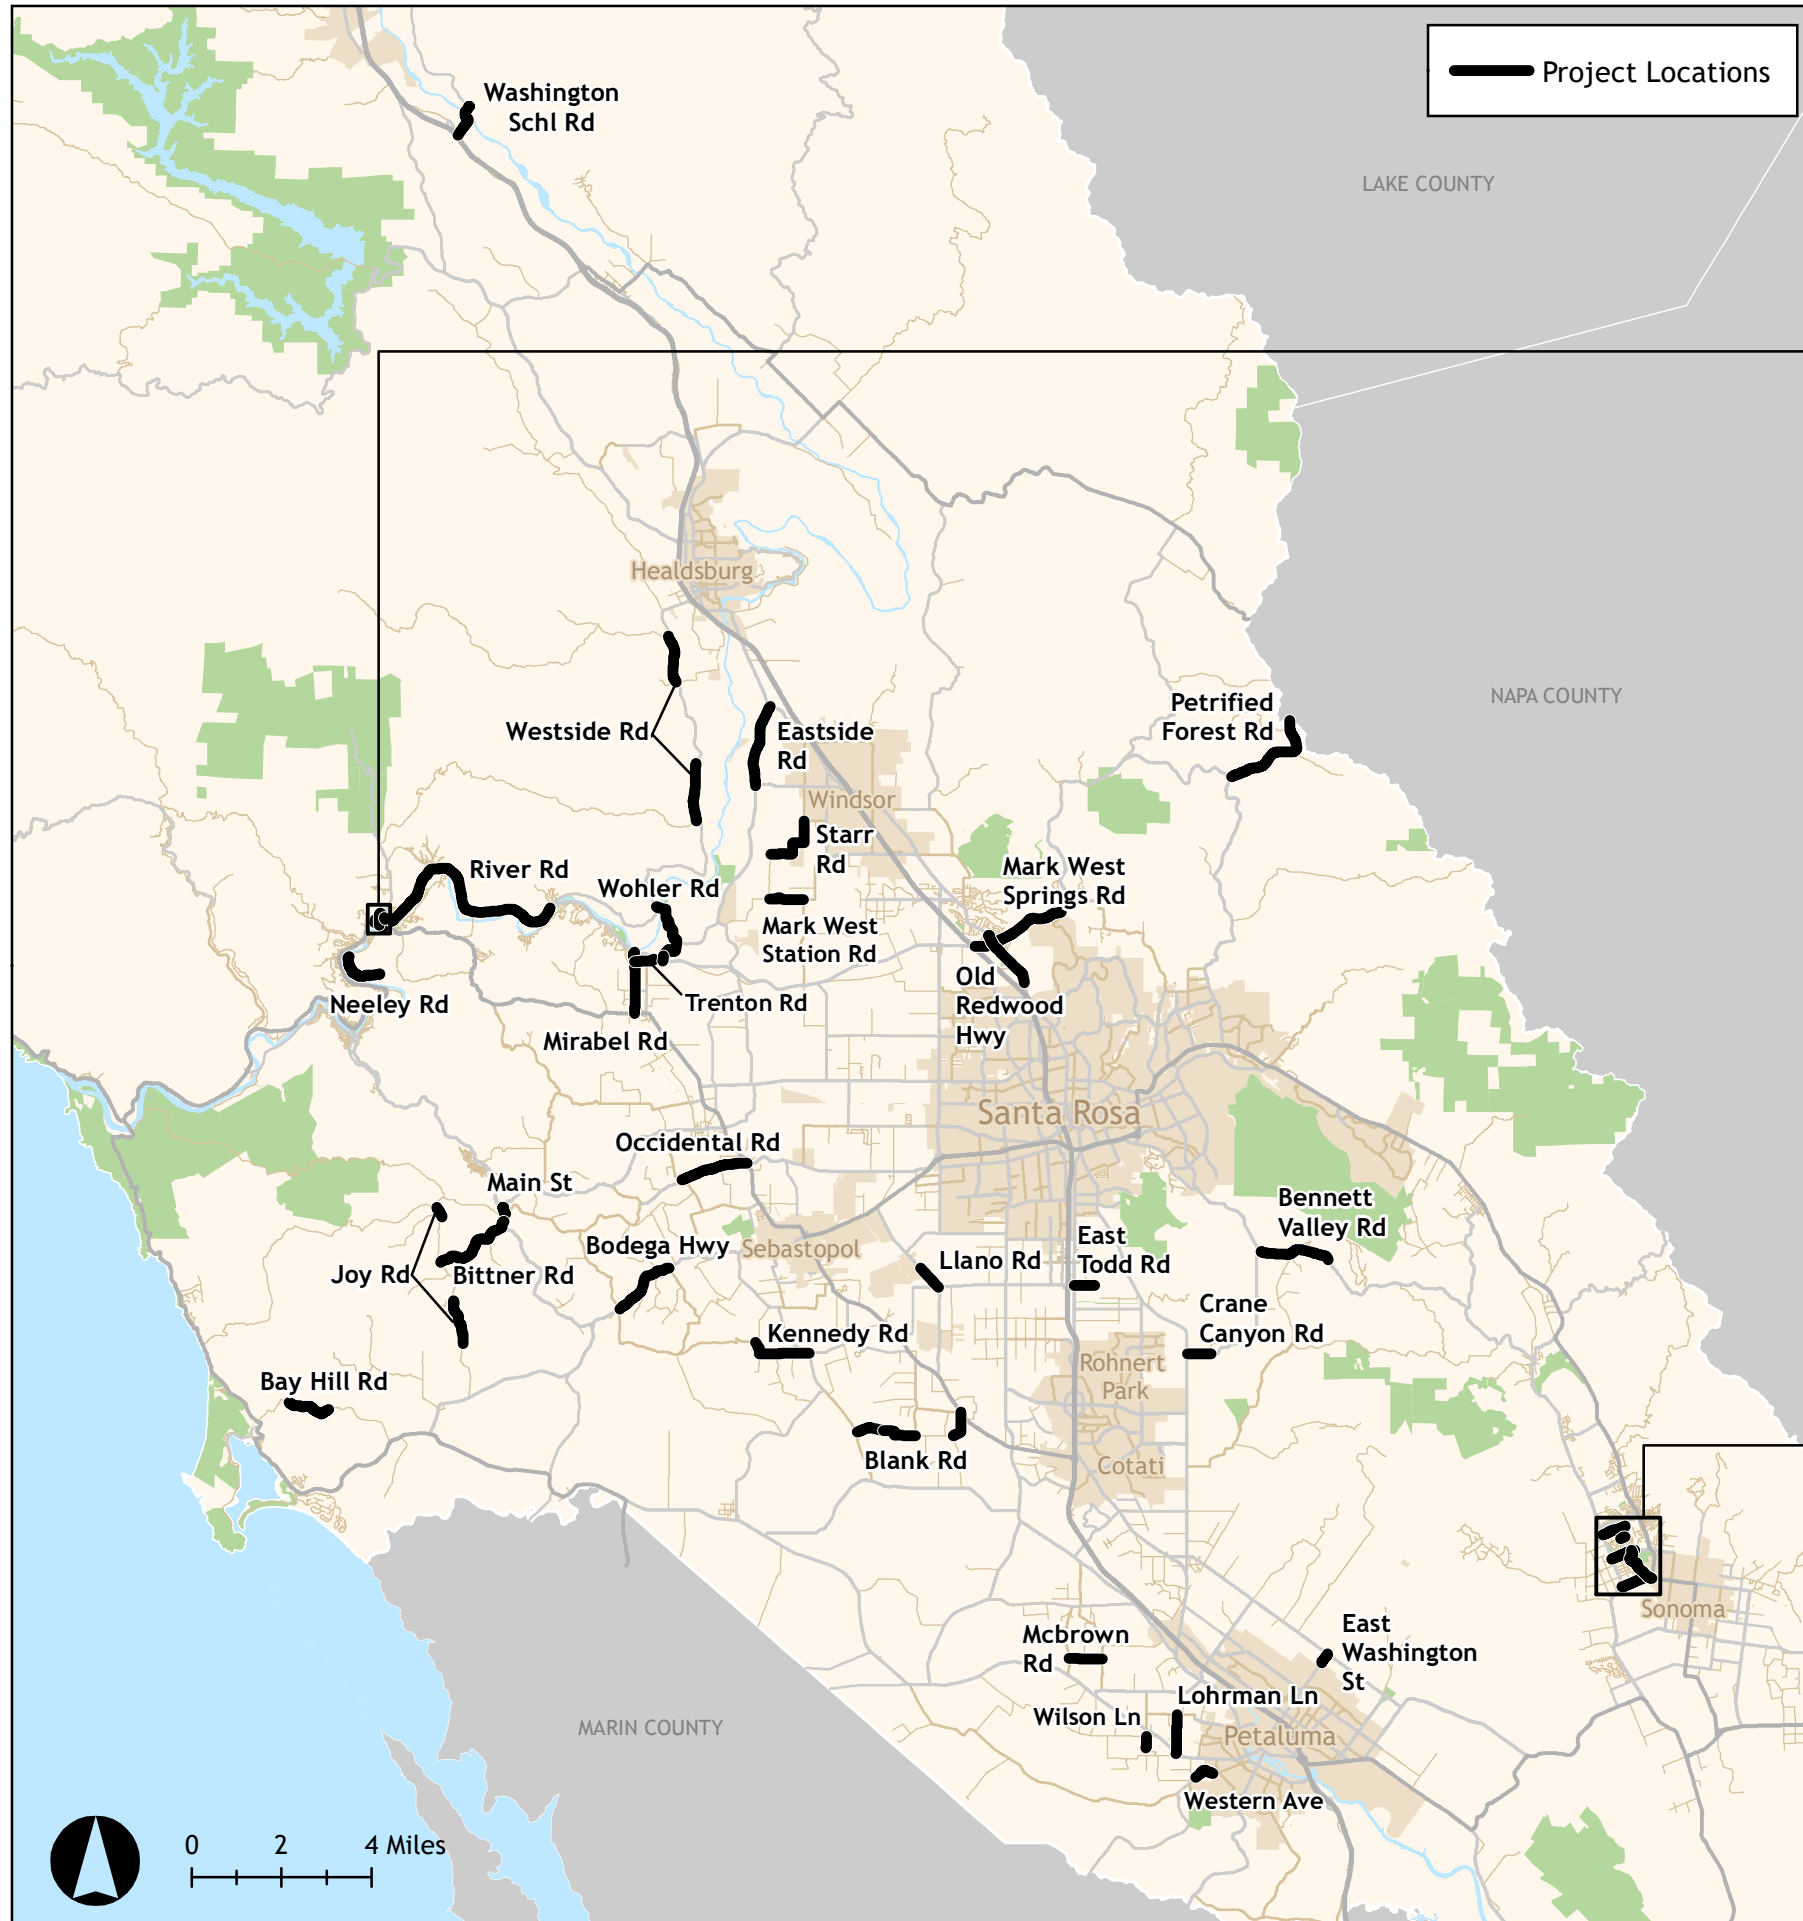 Project Locations
Washington
Schl Rd
LAKE COUNTY
Healdsburg
NAPA COUNTY
Petrified
Forest Rd
Westside Rd
Eastside
Rd
Windsor
Starr
Rd
River Rd
Wohler Rd
Mark West
Springs Rd
Mark West
Station Rd
Old
Redwood
Hwy
Neeley Rd
Trenton Rd
Mirabel Rd
Santa Rosa
Occidental Rd
Main St
Bennett
Valley Rd
Bodega Hwy
Sebastopol
East
Todd Rd
Llano Rd
Joy Rd
Bittner Rd
Crane
Canyon Rd
Kennedy Rd
Rohnert
Park
Bay Hill Rd
Blank Rd
Cotati
Sonoma
Mcbrown
Rd
East
Washington
St
Lohrman Ln
Wilson Ln
MARIN COUNTY
Petaluma
Western Ave
0 2 4 Miles